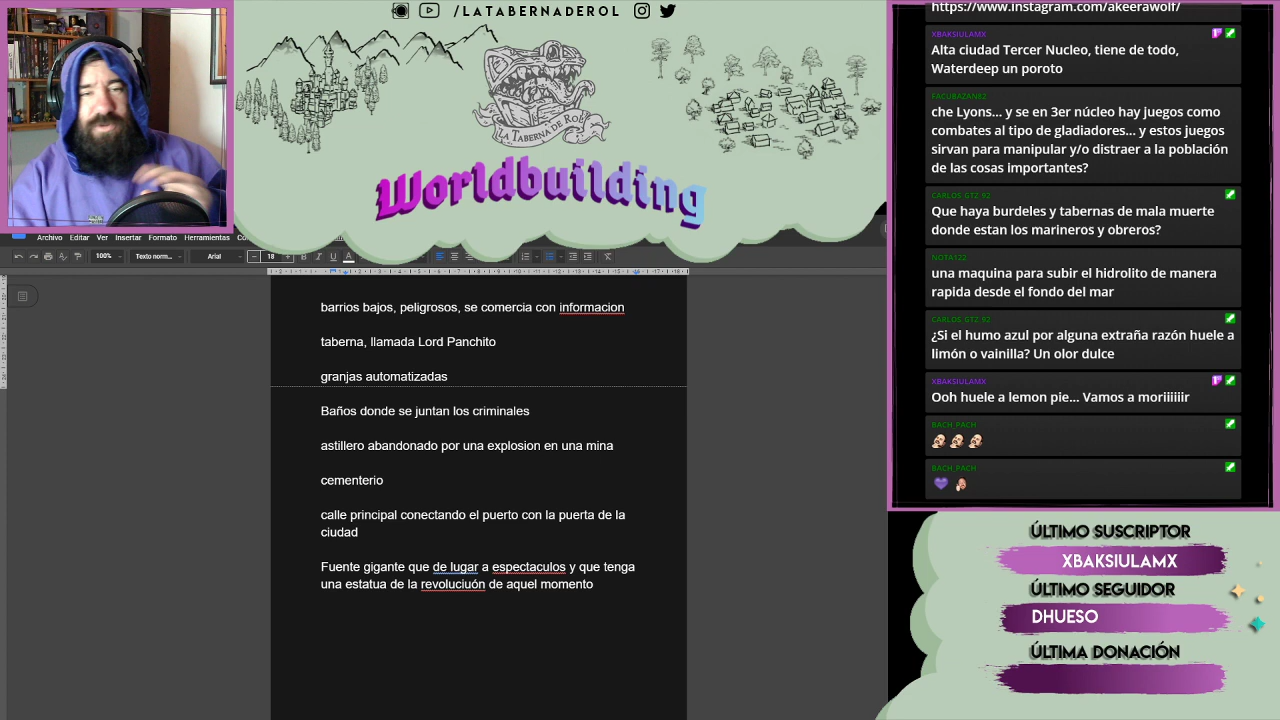 /LATABERNADEROL
LA TABERNA DE ROL
Worldbuilding
Archivo Editar Ver Insertar Formato Herramientas
100% Texto norm... Arial 18 B I U A
barrios bajos, peligrosos, se comercia con informacion
taberna, llamada Lord Panchito
granjas automatizadas
Baños donde se juntan los criminales
astillero abandonado por una explosion en una mina
cementerio
calle principal conectando el puerto con la puerta de la
ciudad
Fuente gigante que de lugar a espectaculos y que tenga
una estatua de la revoluciuón de aquel momento
https://www.instagram.com/akeerawolf/
XBAKSIULAMX
Alta ciudad Tercer Nucleo, tiene de todo,
Waterdeep un poroto
FACUBAZAN92
che Lyons... y se en 3er núcleo hay juegos como
combates al tipo de gladiadores... y estos juegos
sirvan para manipular y/o distraer a la población
de las cosas importantes?
CARLOS_GTZ_92
Que haya burdeles y tabernas de mala muerte
donde estan los marineros y obreros?
NOTA122
una maquina para subir el hidrolito de manera
rapida desde el fondo del mar
CARLOS_GTZ_92
¿Si el humo azul por alguna extraña razón huele a
limón o vainilla? Un olor dulce
XBAKSIULAMX
Ooh huele a lemon pie... Vamos a moriiiiiir
BACH_PACH
BACH_PACH
ÚLTIMO SUSCRIPTOR
XBAKSIULAMX
ÚLTIMO SEGUIDOR
DHUESO
ÚLTIMA DONACIÓN